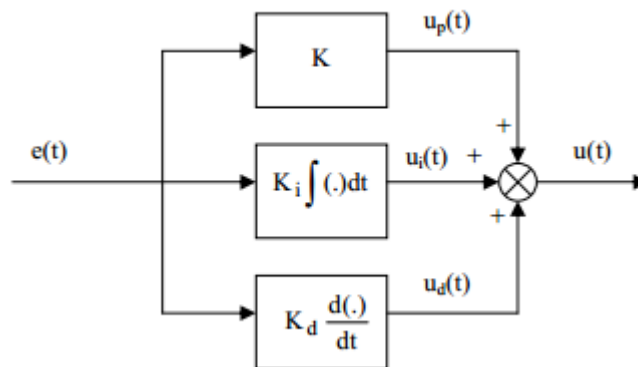 K
u_p(t)
+
e(t)
K_i ∫(.)dt
u_i(t)
+
u(t)
+
K_d d(.)/dt
u_d(t)